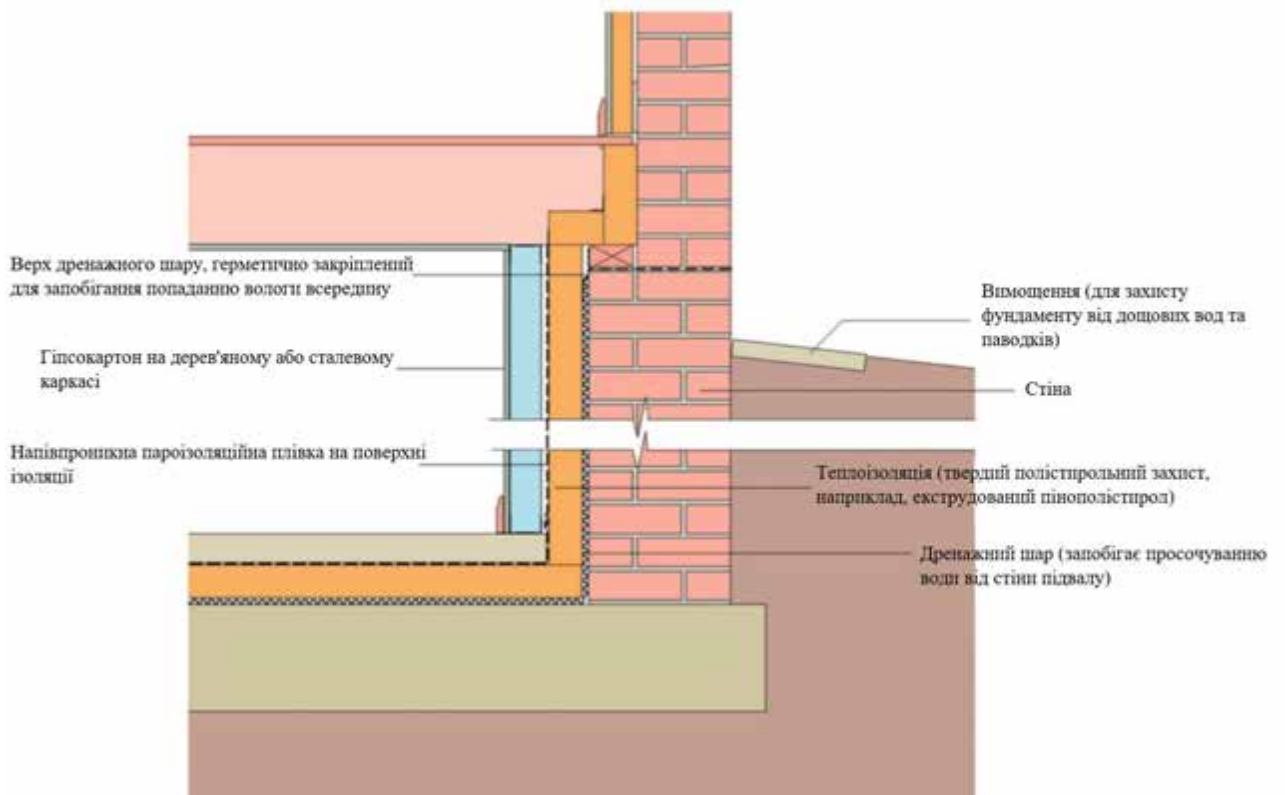 Верх дренажного шару, герметично закріплений
для запобігання попаданню вологи всередину
Гіпсокартон на дерев'яному або сталевому
каркасі
Напівпроникна пароізоляційна плівка на поверхні
ізоляції
Вимощення (для захисту
фундаменту від дощових вод та
паводків)
Стіна
Теплоізоляція (твердий полістирольний захист,
наприклад, екструдований пінополістирол)
Дренажний шар (запобігає просочуванню
води від стіни підвалу)